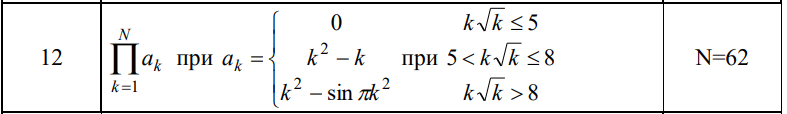 12
N
∏ a_k при a_k = { 0 k√k ≤ 5
k=1
k² − k при 5 < k√k ≤ 8
k² − sin πk² k√k > 8
N=62